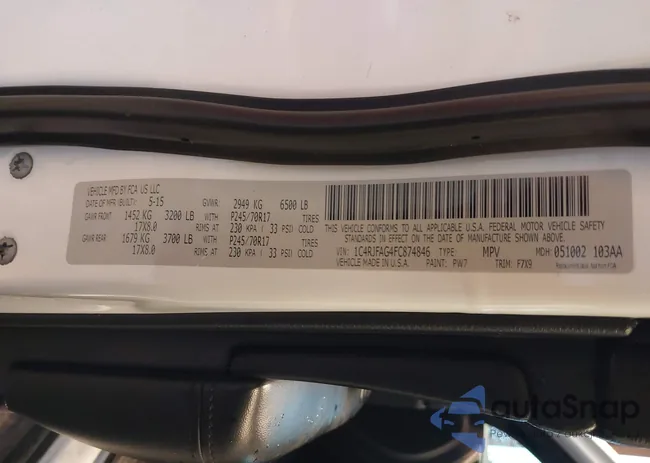 VEHICLE MFD BY FCA US LLC
DATE OF MFR (BUILT): 5-15 GVWR: 2949 KG 6500 LB
GAWR FRONT 1452 KG 3200 LB WITH P245/70R17 TIRES
17X8.0 RIMS AT 230 KPA / 33 PSI COLD
GAWR REAR 1679 KG 3700 LB WITH P245/70R17 TIRES
17X8.0 RIMS AT 230 KPA / 33 PSI COLD
THIS VEHICLE CONFORMS TO ALL APPLICABLE U.S.A. FEDERAL MOTOR VEHICLE SAFETY
STANDARDS IN EFFECT ON THE DATE OF MANUFACTURE SHOWN ABOVE.
VIN: 1C4RJFAG4FC874846 TYPE: MPV MDH: 051002 103AA
VEHICLE MADE IN U.S.A. PAINT: PW7 TRIM: F7X9
autoSnap